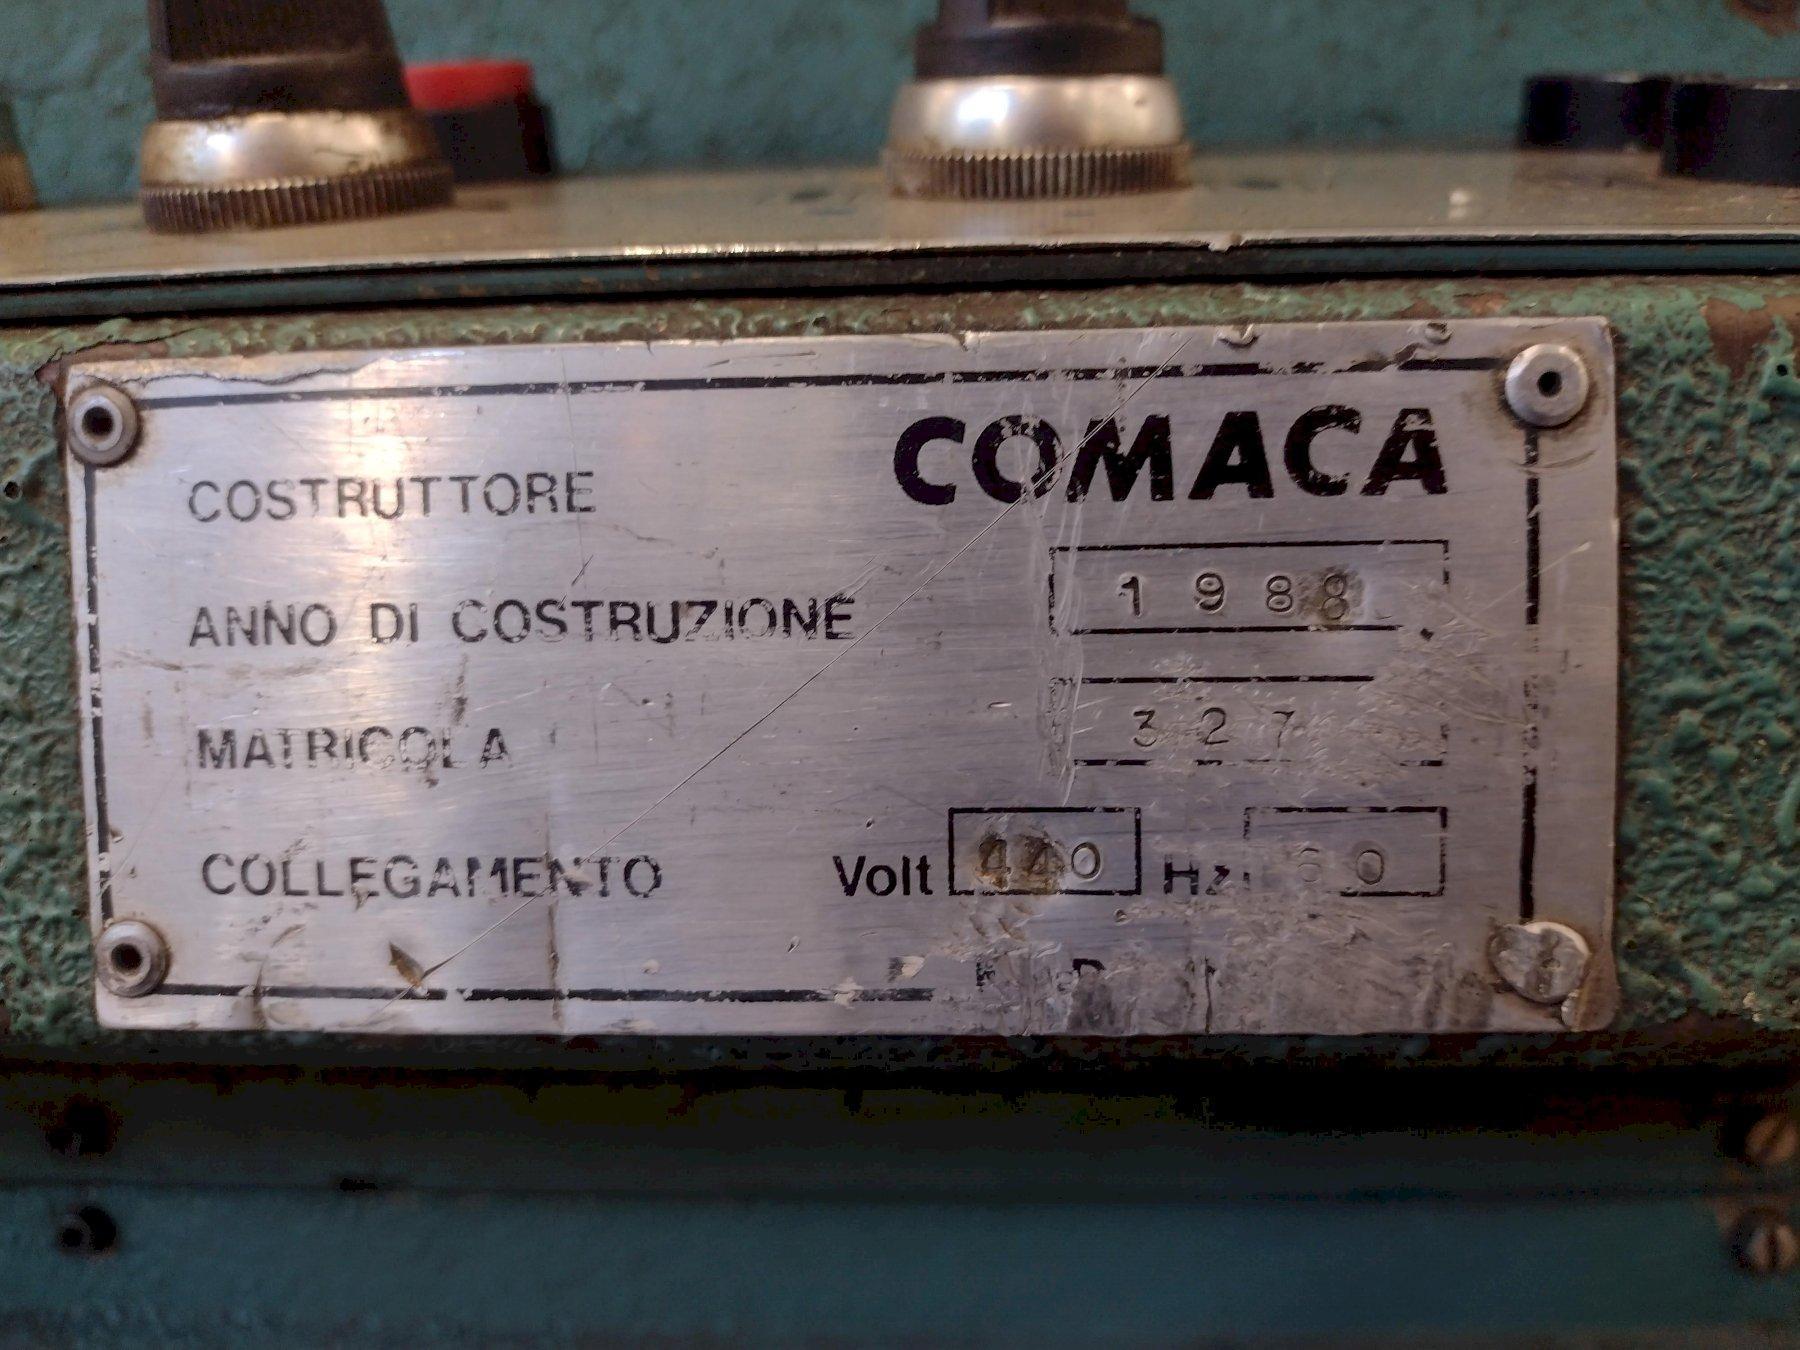 COSTRUTTORE COMACA
ANNO DI COSTRUZIONE 1988
MATRICOLA 327
COLLEGAMENTO Volt 440 Hz. 60